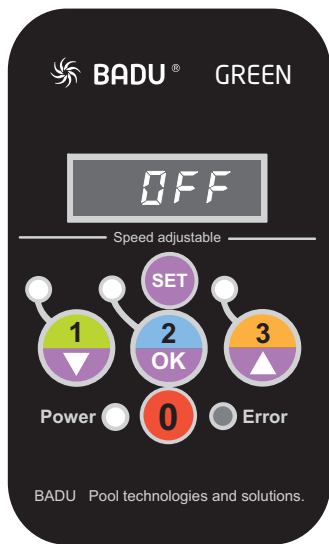 BADU ® GREEN
OFF
Speed adjustable
SET
1 2 3
OK
Power 0 Error
BADU Pool technologies and solutions.